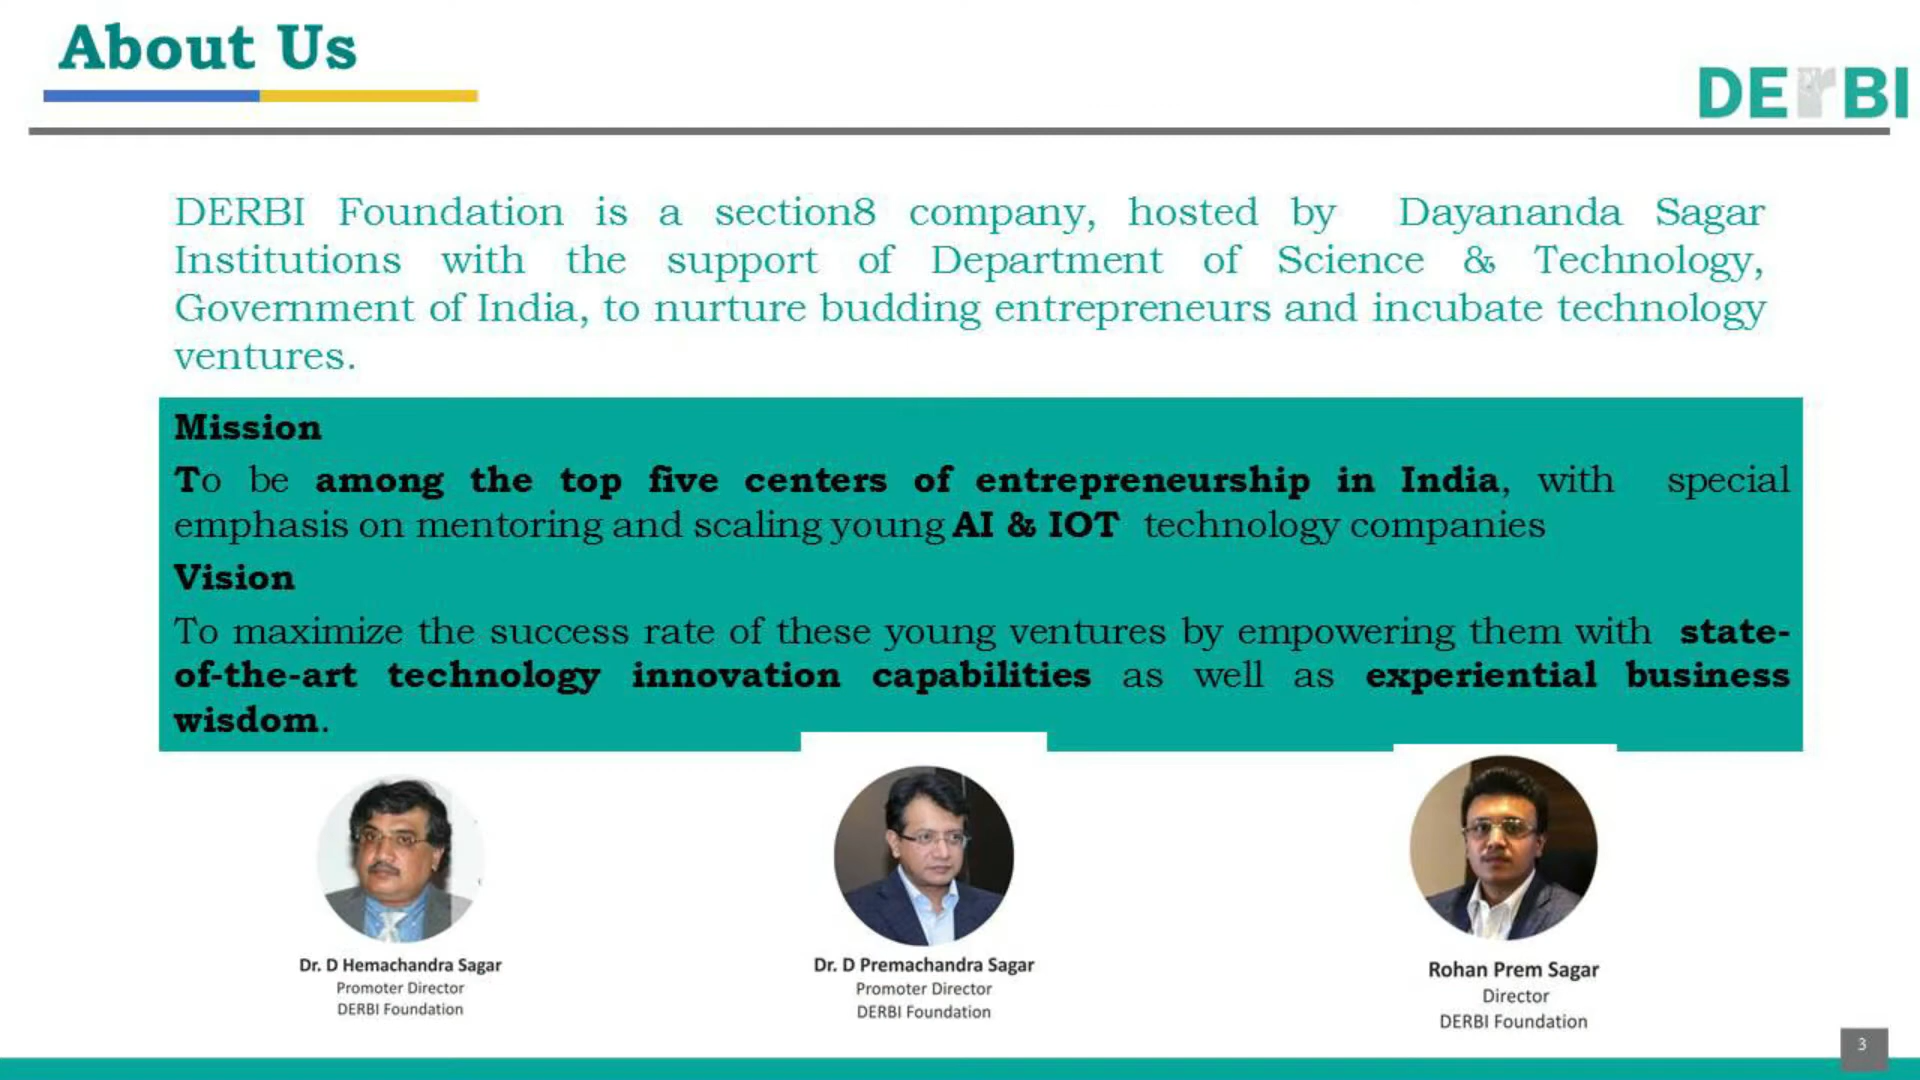 About Us
DErBI
DERBI Foundation is a section8 company, hosted by Dayananda Sagar
Institutions with the support of Department of Science & Technology,
Government of India, to nurture budding entrepreneurs and incubate technology
ventures.
Mission
To be among the top five centers of entrepreneurship in India, with special
emphasis on mentoring and scaling young AI & IOT technology companies
Vision
To maximize the success rate of these young ventures by empowering them with state-
of-the-art technology innovation capabilities as well as experiential business
wisdom.
Dr. D Hemachandra Sagar
Promoter Director
DERBI Foundation
Dr. D Premachandra Sagar
Promoter Director
DERBI Foundation
Rohan Prem Sagar
Director
DERBI Foundation
3